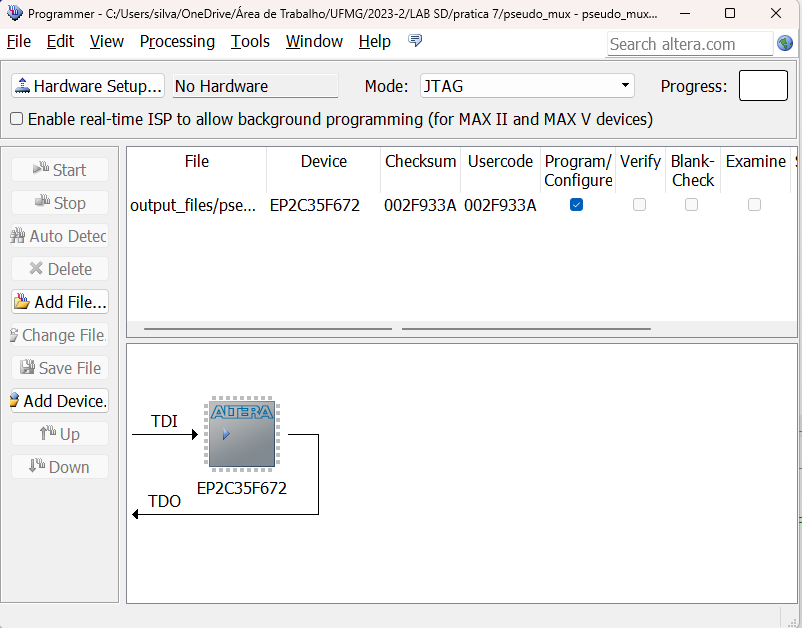 Programmer - C:/Users/silva/OneDrive/Área de Trabalho/UFMG/2023-2/LAB SD/pratica 7/pseudo_mux - pseudo_mux...
File Edit View Processing Tools Window Help
Search altera.com
Hardware Setup... No Hardware Mode: JTAG Progress:
Enable real-time ISP to allow background programming (for MAX II and MAX V devices)
Start
Stop
Auto Detec
Delete
Add File...
Change File.
Save File
Add Device.
Up
Down
File Device Checksum Usercode Program/ Verify Blank- Examine
Configure Check
output_files/pse... EP2C35F672 002F933A 002F933A
ALTERA
TDI
EP2C35F672
TDO